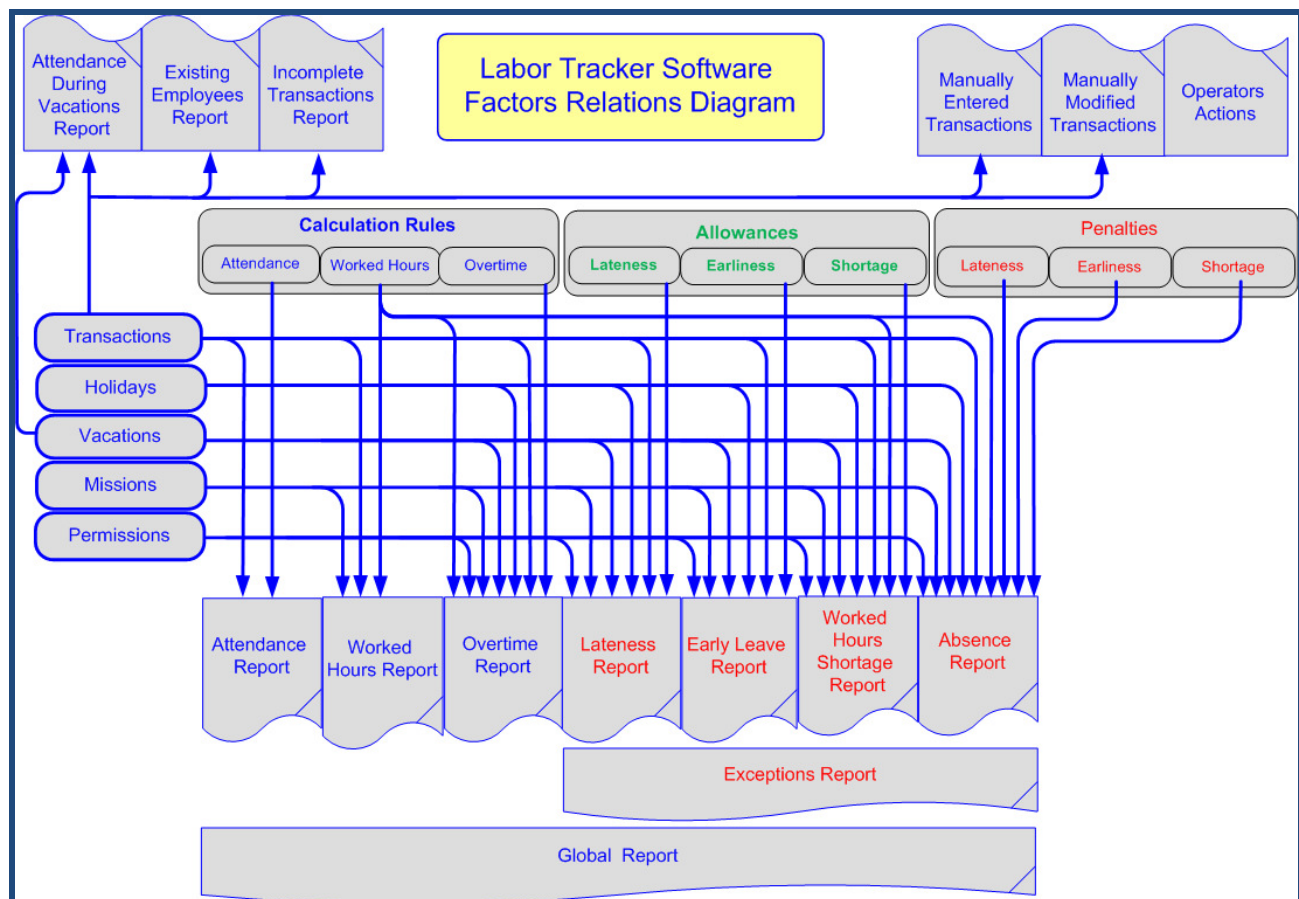 Attendance
During
Vacations
Report
Existing
Employees
Report
Incomplete
Transactions
Report
Labor Tracker Software
Factors Relations Diagram
Manually
Entered
Transactions
Manually
Modified
Transactions
Operators
Actions
Calculation Rules
Attendance
Worked Hours
Overtime
Allowances
Lateness
Earliness
Shortage
Penalties
Lateness
Earliness
Shortage
Transactions
Holidays
Vacations
Missions
Permissions
Attendance
Report
Worked
Hours Report
Overtime
Report
Lateness
Report
Early Leave
Report
Worked
Hours
Shortage
Report
Absence
Report
Exceptions Report
Global Report